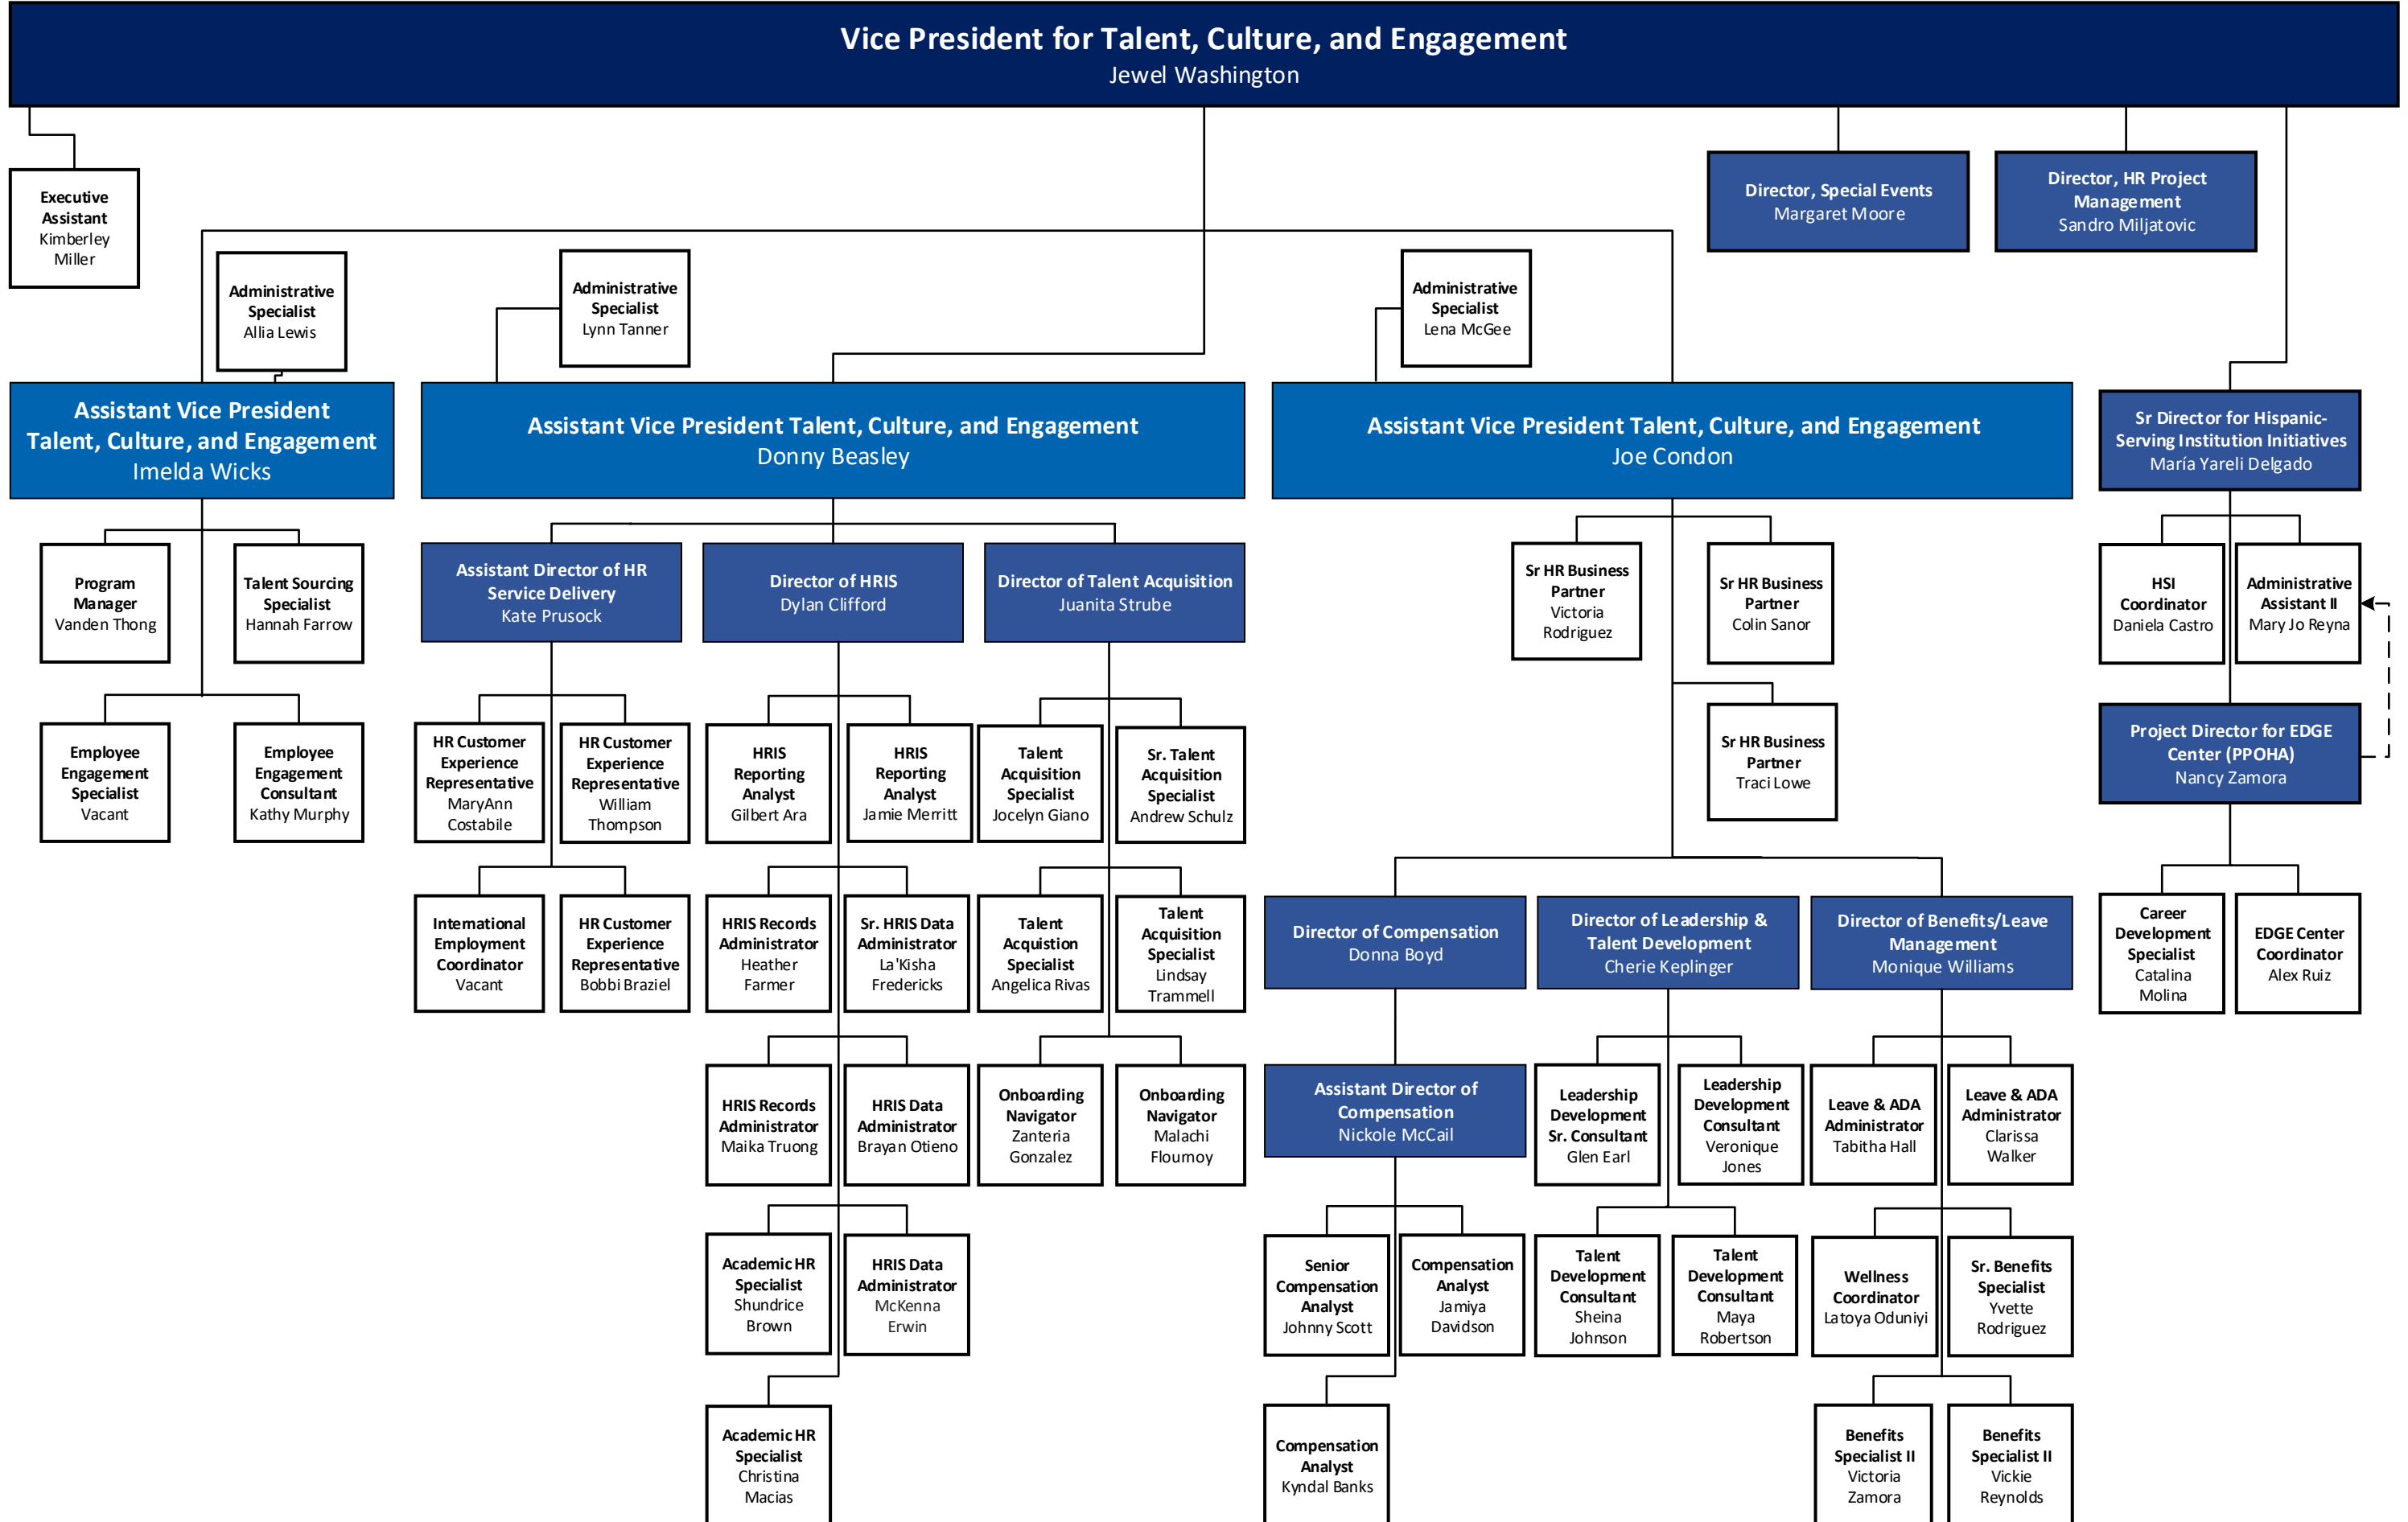 Vice President for Talent, Culture, and Engagement
Jewel Washington
Executive
Assistant
Kimberley
Miller
Director, Special Events
Margaret Moore
Director, HR Project
Management
Sandro Miljatovic
Administrative
Specialist
Allia Lewis
Administrative
Specialist
Lynn Tanner
Administrative
Specialist
Lena McGee
Assistant Vice President
Talent, Culture, and Engagement
Imelda Wicks
Assistant Vice President Talent, Culture, and Engagement
Donny Beasley
Assistant Vice President Talent, Culture, and Engagement
Joe Condon
Sr Director for Hispanic-
Serving Institution Initiatives
María Yareli Delgado
Program
Manager
Vanden Thong
Talent Sourcing
Specialist
Hannah Farrow
Assistant Director of HR
Service Delivery
Kate Prusock
Director of HRIS
Dylan Clifford
Director of Talent Acquisition
Juanita Strube
Sr HR Business
Partner
Victoria
Rodriguez
Sr HR Business
Partner
Colin Sanor
HSI
Coordinator
Daniela Castro
Administrative
Assistant II
Mary Jo Reyna
Employee
Engagement
Specialist
Vacant
Employee
Engagement
Consultant
Kathy Murphy
HR Customer
Experience
Representative
MaryAnn
Costabile
HR Customer
Experience
Representative
William
Thompson
HRIS
Reporting
Analyst
Gilbert Ara
HRIS
Reporting
Analyst
Jamie Merritt
Talent
Acquisition
Specialist
Jocelyn Giano
Sr. Talent
Acquisition
Specialist
Andrew Schulz
Sr HR Business
Partner
Traci Lowe
Project Director for EDGE
Center (PPOHA)
Nancy Zamora
International
Employment
Coordinator
Vacant
HR Customer
Experience
Representative
Bobbi Braziel
HRIS Records
Administrator
Heather
Farmer
Sr. HRIS Data
Administrator
La'Kisha
Fredericks
Talent
Acquistion
Specialist
Angelica Rivas
Talent
Acquisition
Specialist
Lindsay
Trammell
Director of Compensation
Donna Boyd
Director of Leadership &
Talent Development
Cherie Keplinger
Director of Benefits/Leave
Management
Monique Williams
Career
Development
Specialist
Catalina
Molina
EDGE Center
Coordinator
Alex Ruiz
HRIS Records
Administrator
Maika Truong
HRIS Data
Administrator
Brayan Otieno
Onboarding
Navigator
Zanteria
Gonzalez
Onboarding
Navigator
Malachi
Flournoy
Assistant Director of
Compensation
Nickole McCail
Leadership
Development
Sr. Consultant
Glen Earl
Leadership
Development
Consultant
Veronique
Jones
Leave & ADA
Administrator
Tabitha Hall
Leave & ADA
Administrator
Clarissa
Walker
Academic HR
Specialist
Shundrice
Brown
HRIS Data
Administrator
McKenna
Erwin
Senior
Compensation
Analyst
Johnny Scott
Compensation
Analyst
Jamiya
Davidson
Talent
Development
Consultant
Sheina
Johnson
Talent
Development
Consultant
Maya
Robertson
Wellness
Coordinator
Latoya Oduniyi
Sr. Benefits
Specialist
Yvette
Rodriguez
Academic HR
Specialist
Christina
Macias
Compensation
Analyst
Kyndal Banks
Benefits
Specialist II
Victoria
Zamora
Benefits
Specialist II
Vickie
Reynolds